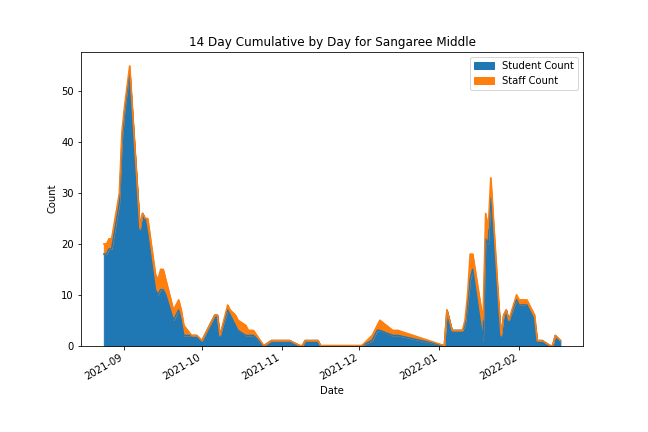 14 Day Cumulative by Day for Sangaree Middle
Student Count
Staff Count
50
40
30
20
10
0
Count
2021-09
2021-10
2021-11
2021-12
2022-01
2022-02
Date